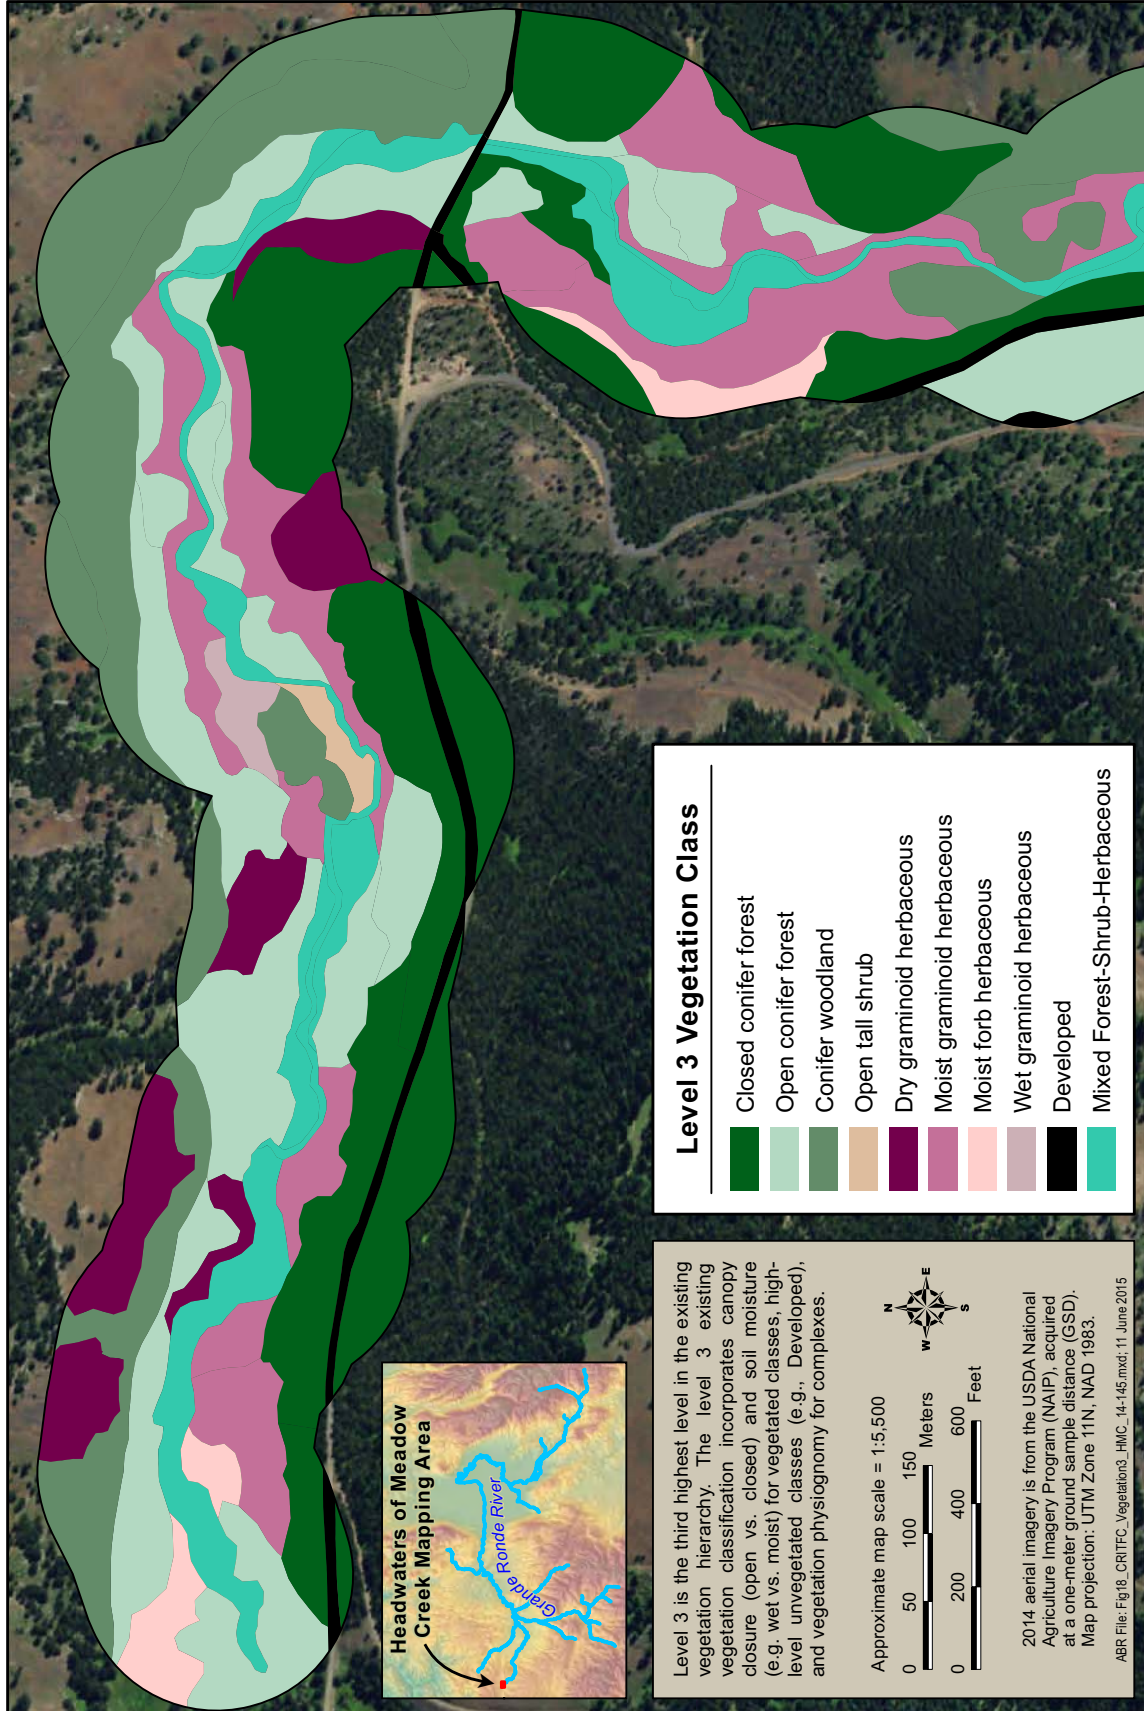 Headwaters of Meadow
Creek Mapping Area
Grande Ronde River
Level 3 is the third highest level in the existing
vegetation hierarchy. The level 3 existing
vegetation classification incorporates canopy
closure (open vs. closed) and soil moisture
(e.g. wet vs. moist) for vegetated classes, high-
level unvegetated classes (e.g., Developed),
and vegetation physiognomy for complexes.
Approximate map scale = 1:5,500
0 50 100 150
Meters
0 200 400 600
Feet
N
W E
S
2014 aerial imagery is from the USDA National
Agriculture Imagery Program (NAIP), acquired
at a one-meter ground sample distance (GSD).
Map projection: UTM Zone 11N, NAD 1983.
ABR File: Fig18_CRITFC_Vegetation3_HMC_14-145.mxd; 11 June 2015
Level 3 Vegetation Class
Closed conifer forest
Open conifer forest
Conifer woodland
Open tall shrub
Dry graminoid herbaceous
Moist graminoid herbaceous
Moist forb herbaceous
Wet graminoid herbaceous
Developed
Mixed Forest-Shrub-Herbaceous